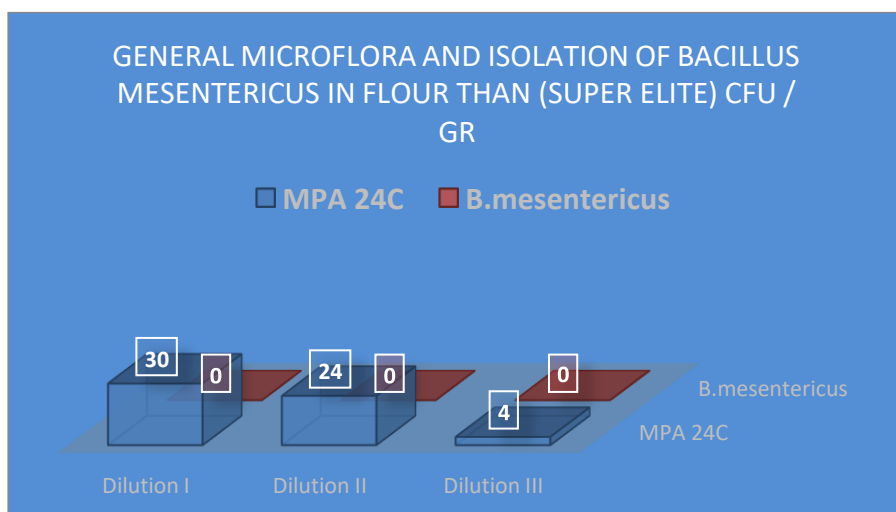 GENERAL MICROFLORA AND ISOLATION OF BACILLUS
MESENTERICUS IN FLOUR THAN (SUPER ELITE) CFU /
GR
MPA 24C B.mesentericus
30 0 24 0 4 0
B.mesentericus
MPA 24C
Dilution I Dilution II Dilution III